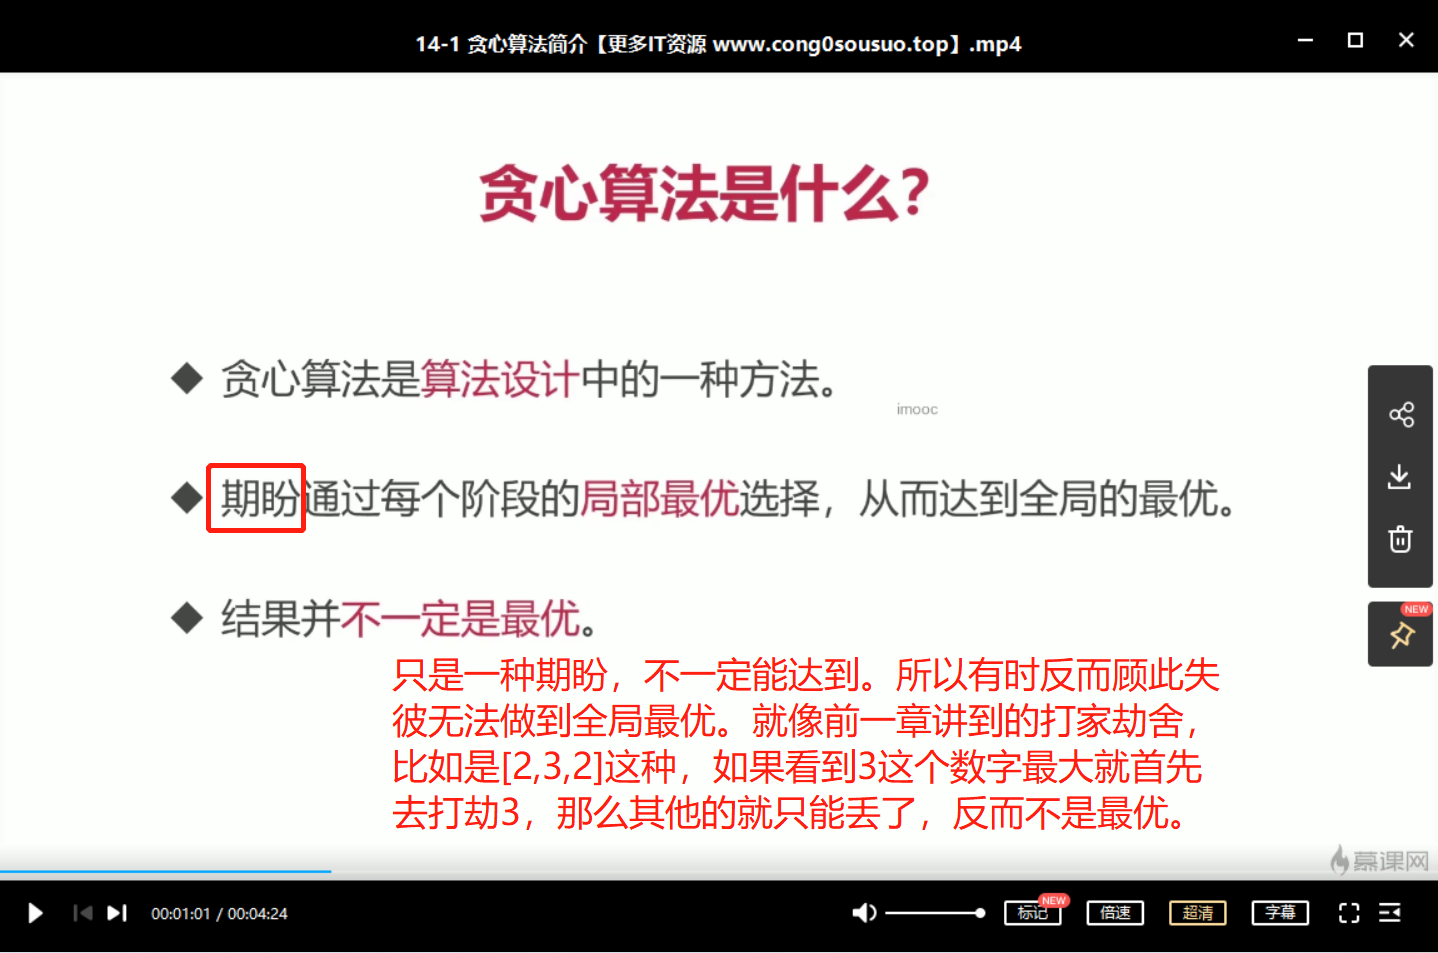 14-1 贪心算法简介【更多IT资源 www.cong0sousuo.top】.mp4
贪心算法是什么?
贪心算法是算法设计中的一种方法。
imooc
期盼通过每个阶段的局部最优选择，从而达到全局的最优。
结果并不一定是最优。
NEW
只是一种期盼，不一定能达到。所以有时反而顾此失
彼无法做到全局最优。就像前一章讲到的打家劫舍，
比如是[2,3,2]这种，如果看到3这个数字最大就首先
去打劫3，那么其他的就只能丢了，反而不是最优。
慕课网
00:01:01 / 00:04:24
标记
NEW
倍速
超清
字幕